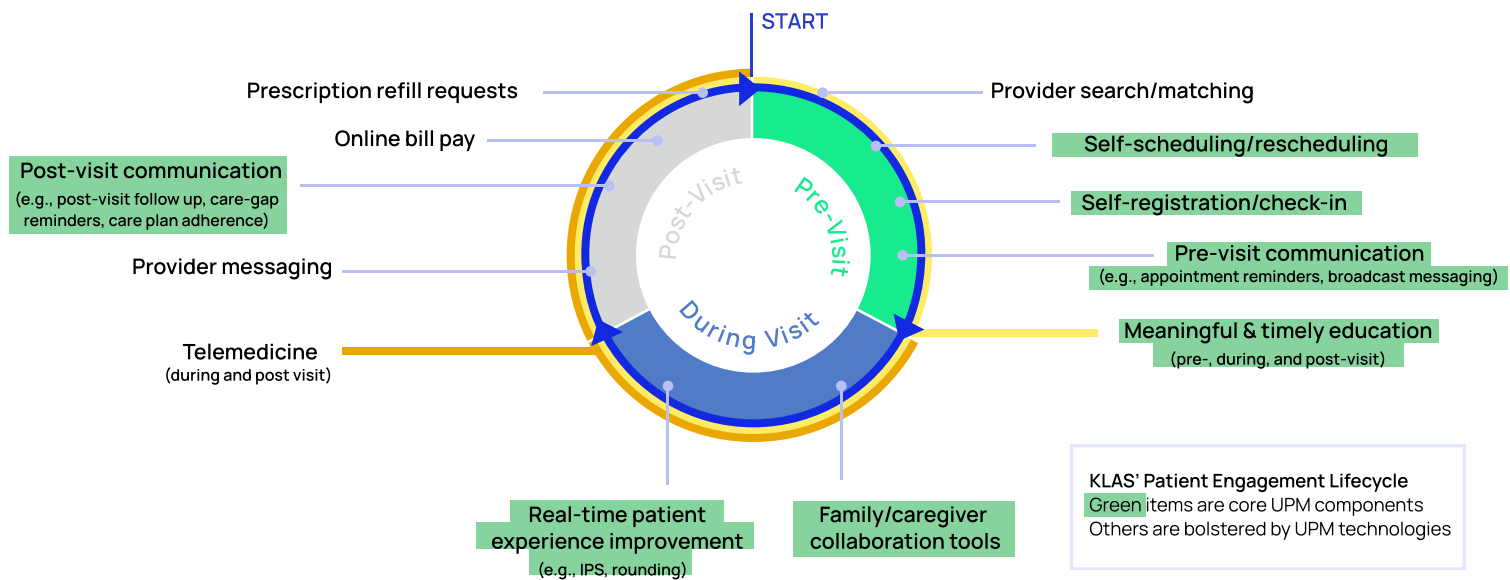 START
Prescription refill requests
Provider search/matching
Online bill pay
Self-scheduling/rescheduling
Post-visit communication
(e.g., post-visit follow up, care-gap
reminders, care plan adherence)
Post-Visit
Pre-Visit
Self-registration/check-in
Provider messaging
Pre-visit communication
(e.g., appointment reminders, broadcast messaging)
During Visit
Telemedicine
(during and post visit)
Meaningful & timely education
(pre-, during, and post-visit)
Real-time patient
experience improvement
(e.g., IPS, rounding)
Family/caregiver
collaboration tools
KLAS’ Patient Engagement Lifecycle
Green items are core UPM components
Others are bolstered by UPM technologies